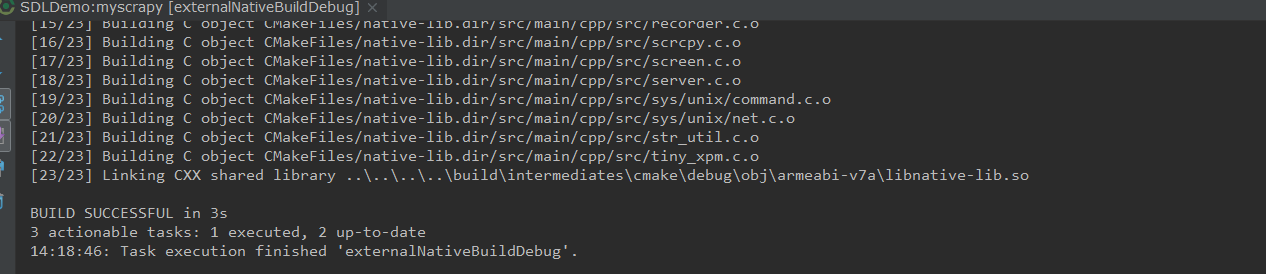 SDLDemo:myscrapy [externalNativeBuildDebug]
[15/23] Building C object CMakeFiles/native-lib.dir/src/main/cpp/src/recorder.c.o
[16/23] Building C object CMakeFiles/native-lib.dir/src/main/cpp/src/scrcpy.c.o
[17/23] Building C object CMakeFiles/native-lib.dir/src/main/cpp/src/screen.c.o
[18/23] Building C object CMakeFiles/native-lib.dir/src/main/cpp/src/server.c.o
[19/23] Building C object CMakeFiles/native-lib.dir/src/main/cpp/src/sys/unix/command.c.o
[20/23] Building C object CMakeFiles/native-lib.dir/src/main/cpp/src/sys/unix/net.c.o
[21/23] Building C object CMakeFiles/native-lib.dir/src/main/cpp/src/str_util.c.o
[22/23] Building C object CMakeFiles/native-lib.dir/src/main/cpp/src/tiny_xpm.c.o
[23/23] Linking CXX shared library ..\..\..\..\build\intermediates\cmake\debug\obj\armeabi-v7a\libnative-lib.so
BUILD SUCCESSFUL in 3s
3 actionable tasks: 1 executed, 2 up-to-date
14:18:46: Task execution finished 'externalNativeBuildDebug'.